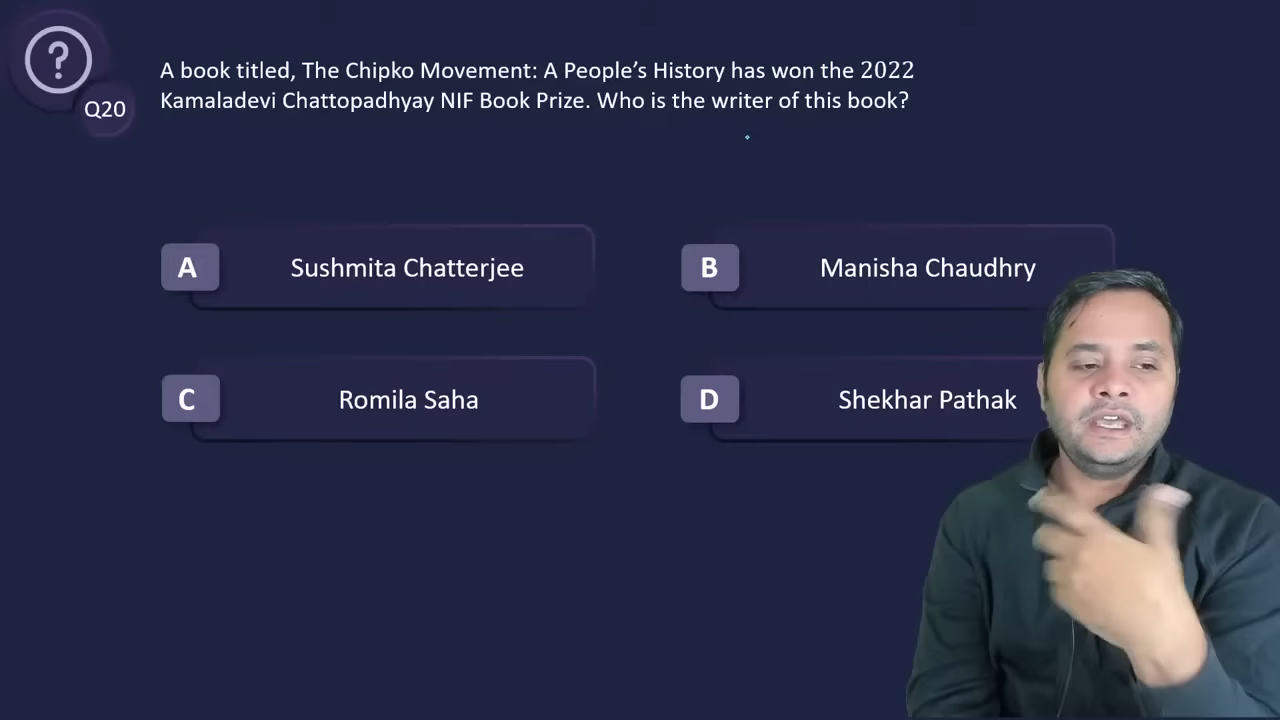 ?
Q20
A book titled, The Chipko Movement: A People's History has won the 2022
Kamaladevi Chattopadhyay NIF Book Prize. Who is the writer of this book?
A Sushmita Chatterjee
B Manisha Chaudhry
C Romila Saha
D Shekhar Pathak